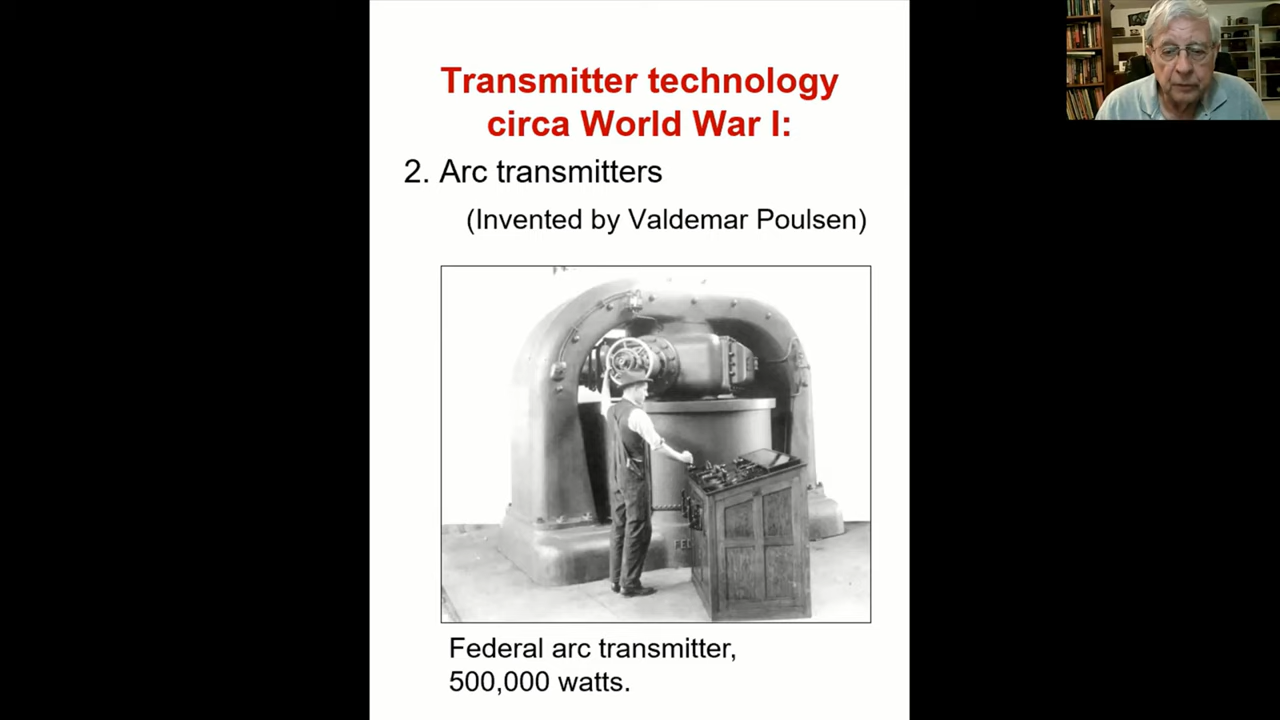 Transmitter technology
circa World War I:
2. Arc transmitters
(Invented by Valdemar Poulsen)
Federal arc transmitter,
500,000 watts.